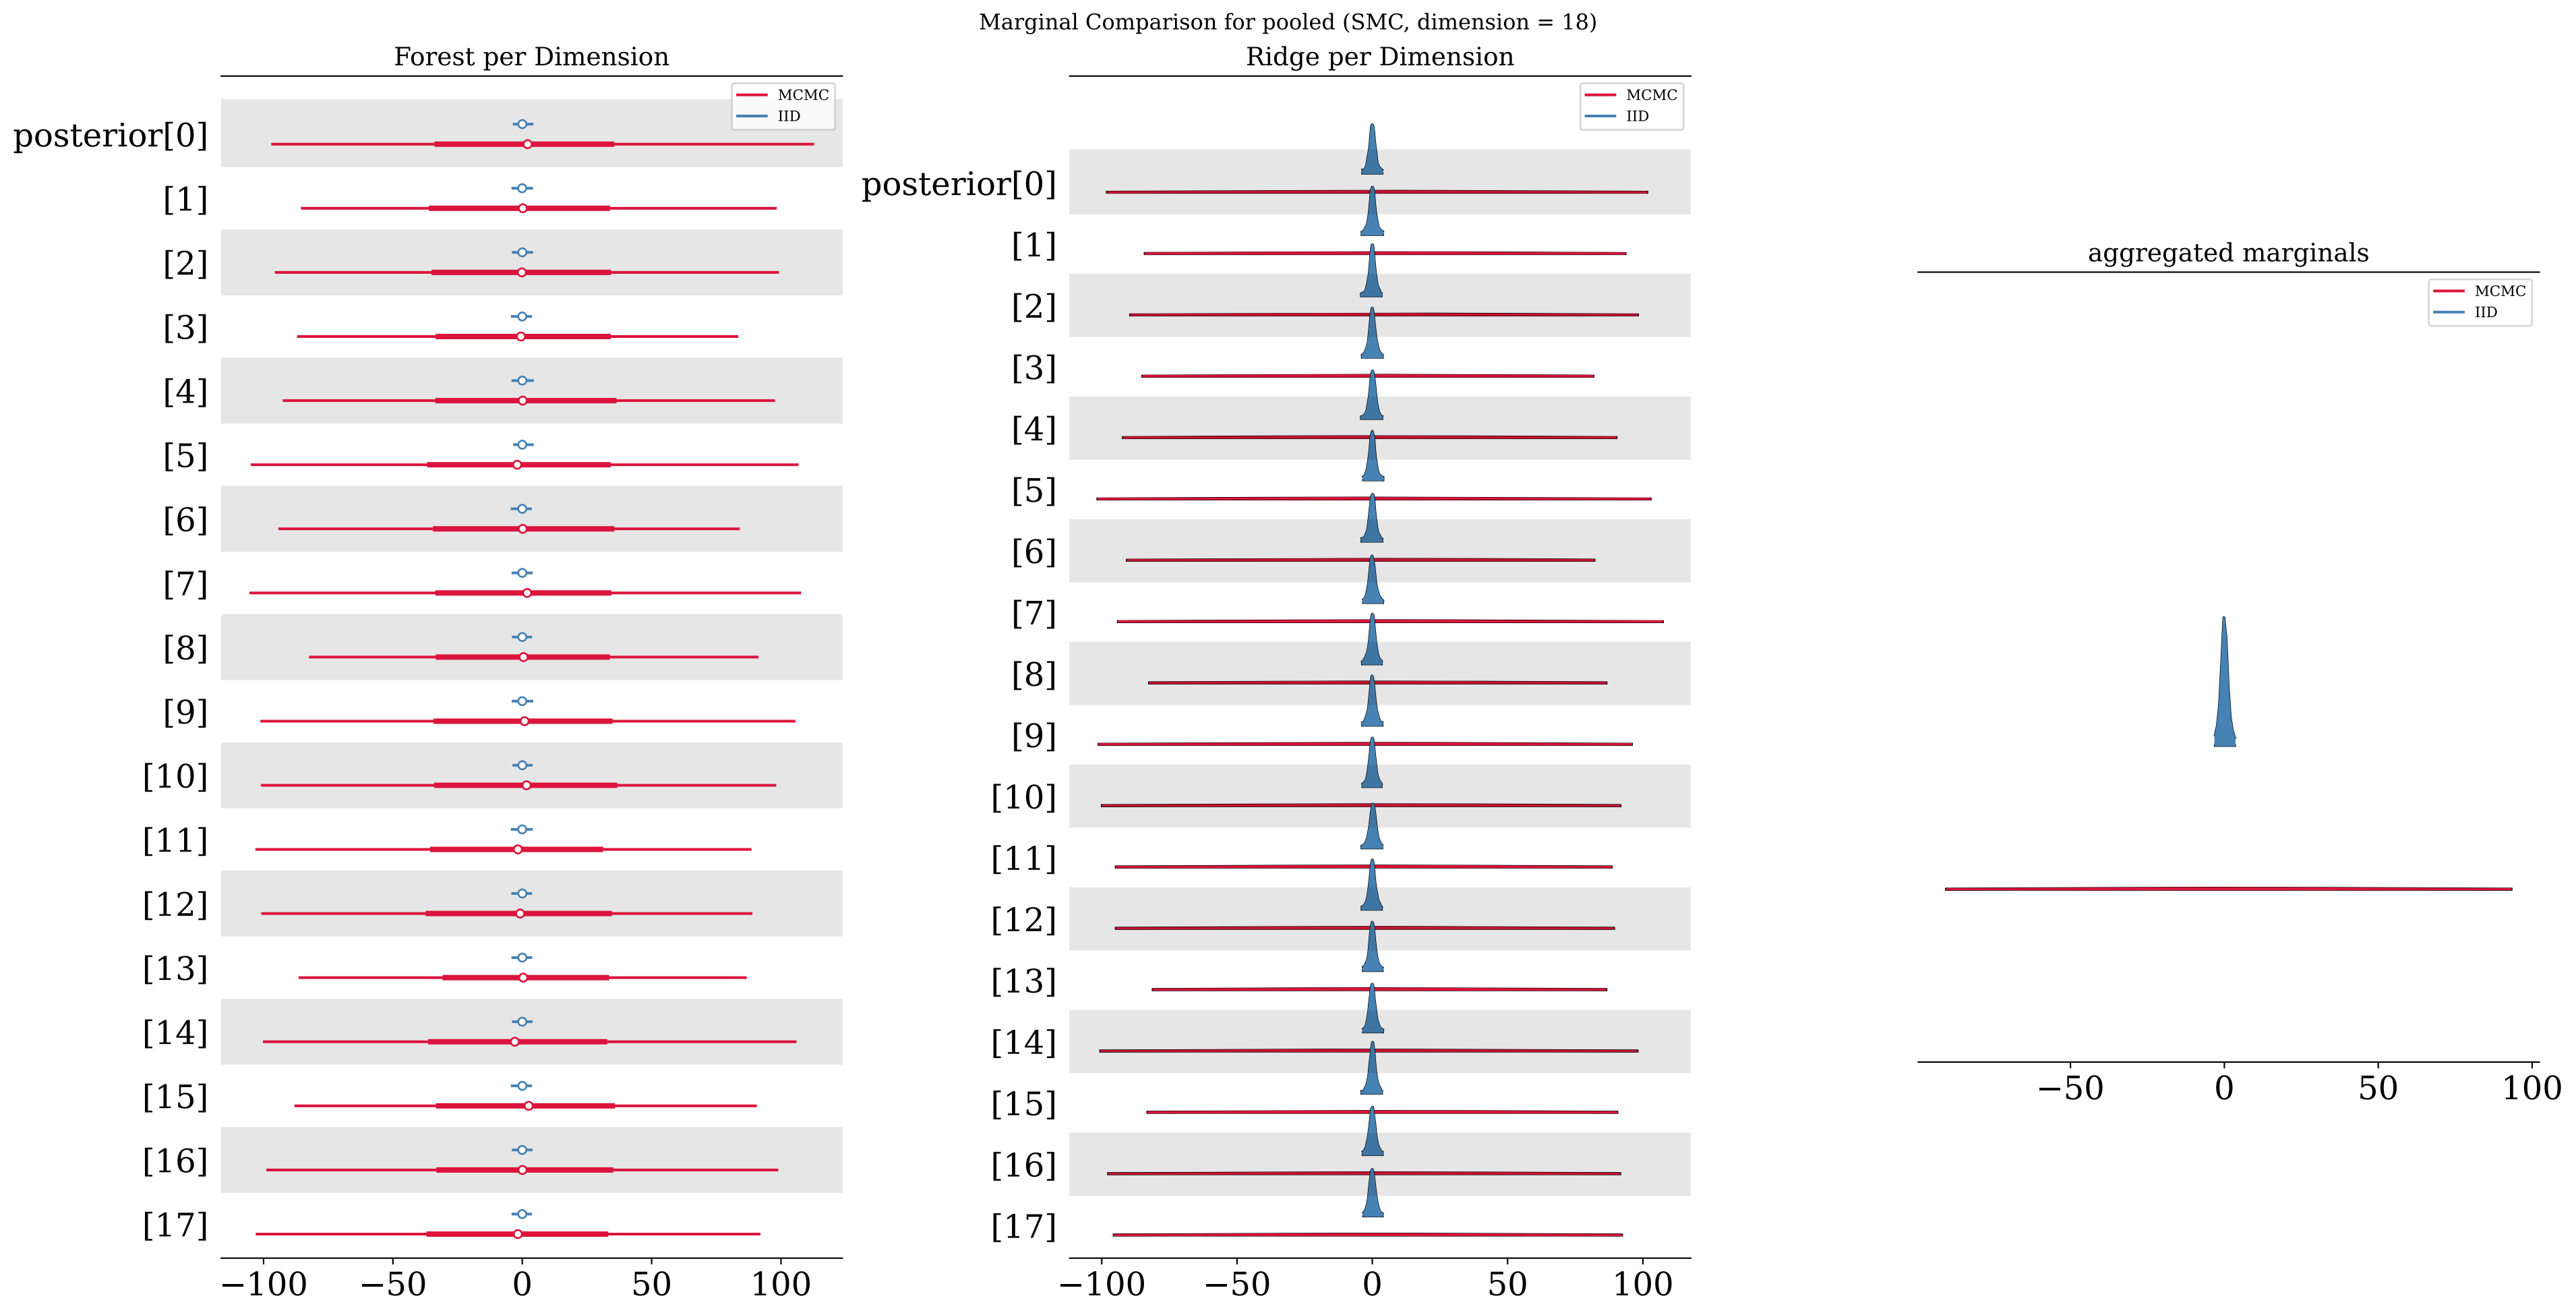 Marginal Comparison for pooled (SMC, dimension = 18)
Forest per Dimension
MCMC
IID
posterior[0]
[1]
[2]
[3]
[4]
[5]
[6]
[7]
[8]
[9]
[10]
[11]
[12]
[13]
[14]
[15]
[16]
[17]
−100 −50 0 50 100
Ridge per Dimension
MCMC
IID
posterior[0]
[1]
[2]
[3]
[4]
[5]
[6]
[7]
[8]
[9]
[10]
[11]
[12]
[13]
[14]
[15]
[16]
[17]
−100 −50 0 50 100
aggregated marginals
MCMC
IID
−50 0 50 100